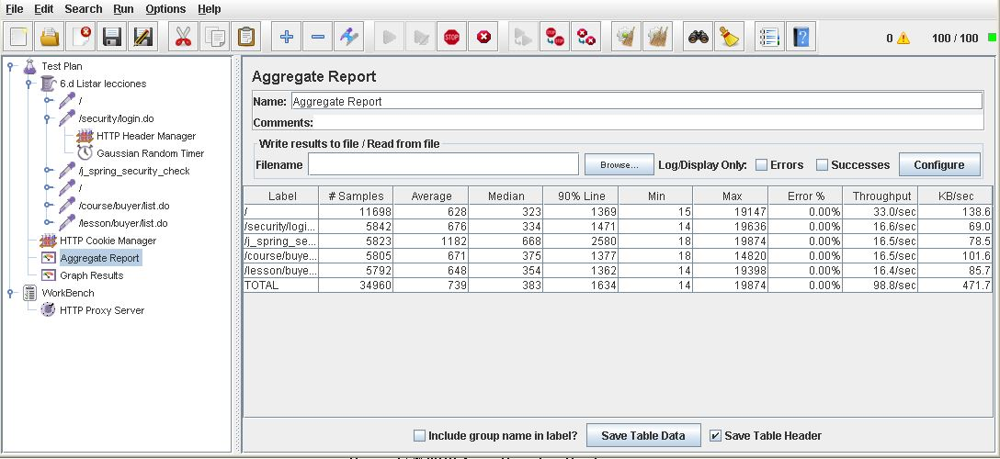 File Edit Search Run Options Help
0 100 / 100
Test Plan
6.d Listar lecciones
/
/security/login.do
HTTP Header Manager
Gaussian Random Timer
/j_spring_security_check
/
/course/buyer/list.do
/lesson/buyer/list.do
HTTP Cookie Manager
Aggregate Report
Graph Results
WorkBench
HTTP Proxy Server
Aggregate Report
Name: Aggregate Report
Comments:
Write results to file / Read from file
Filename Browse... Log/Display Only: Errors Successes Configure
Label # Samples Average Median 90% Line Min Max Error % Throughput KB/sec
/ 11698 628 323 1369 15 19147 0.00% 33.0/sec 138.6
/security/logi... 5842 676 334 1471 14 19636 0.00% 16.6/sec 69.0
/j_spring_se... 5823 1182 668 2580 18 19874 0.00% 16.5/sec 78.5
/course/buye... 5805 671 375 1377 18 14820 0.00% 16.5/sec 101.6
/lesson/buye... 5792 648 354 1362 14 19398 0.00% 16.4/sec 85.7
TOTAL 34960 739 383 1634 14 19874 0.00% 98.8/sec 471.7
Include group name in label? Save Table Data Save Table Header